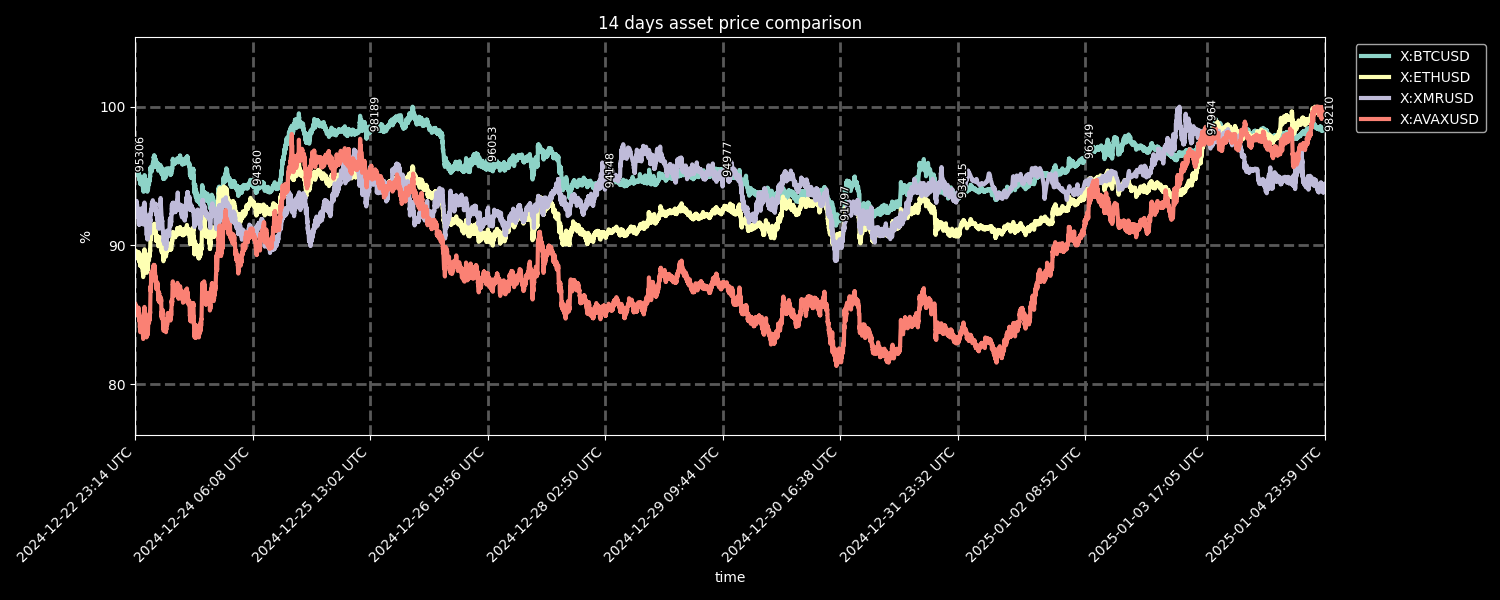 14 days asset price comparison
X:BTCUSD
X:ETHUSD
X:XMRUSD
X:AVAXUSD
100
90
80
%
95306
94360
98189
96053
94148
94977
91797
93415
96249
97964
98210
2024-12-22 23:14 UTC
2024-12-24 06:08 UTC
2024-12-25 13:02 UTC
2024-12-26 19:56 UTC
2024-12-28 02:50 UTC
2024-12-29 09:44 UTC
2024-12-30 16:38 UTC
2024-12-31 23:32 UTC
2025-01-02 08:52 UTC
2025-01-03 17:05 UTC
2025-01-04 23:59 UTC
time